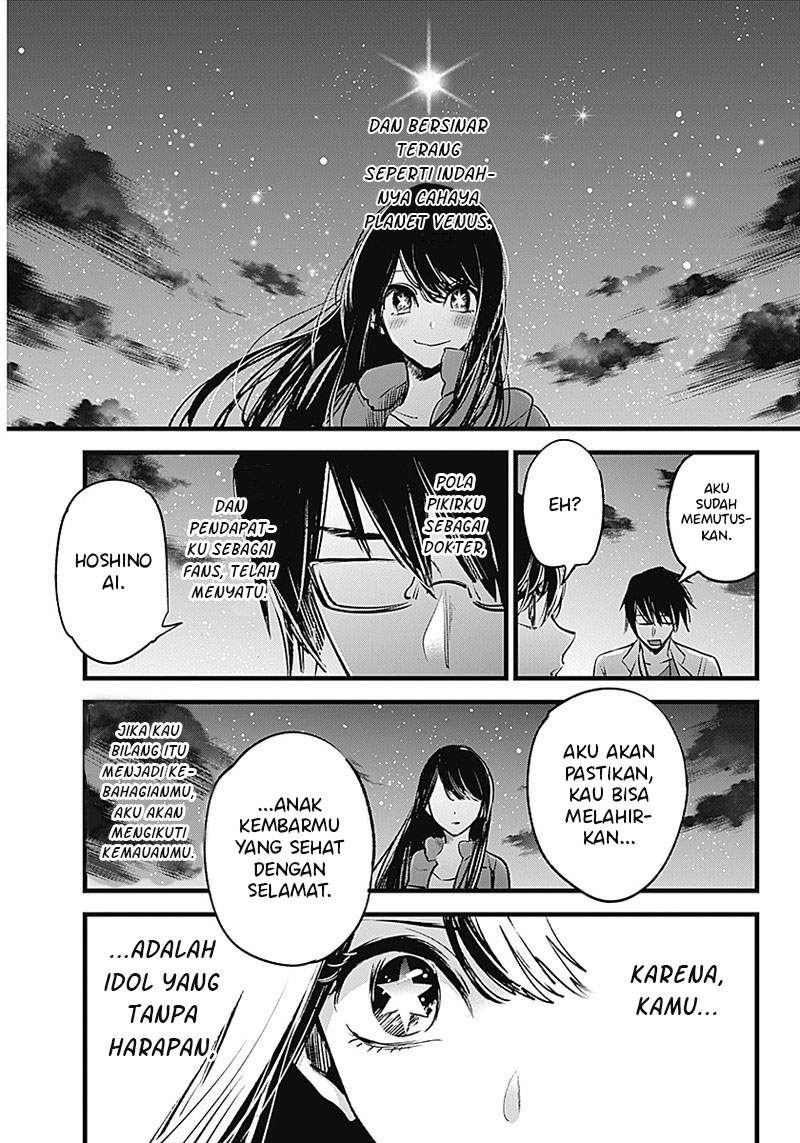 DAN BERSINAR
TERANG
SEPERTI INDAH-
NYA CAHAYA
PLANET VENUS.
AKU
SUDAH
MEMUTUS-
KAN.
EH?
POLA
PIKIRKU
SEBAGAI
DOKTER,
DAN
PENDAPAT-
KU SEBAGAI
FANS, TELAH
MENYATU.
HOSHINO
AI.
AKU AKAN
PASTIKAN,
KAU BISA
MELAHIR-
KAN...
...ANAK
KEMBARMU
YANG SEHAT
DENGAN
SELAMAT.
JIKA KAU
BILANG ITU
MENJADI KE-
BAHAGIANMU,
AKU AKAN
MENGIKUTI
KEMAUANMU.
KARENA,
KAMU...
...ADALAH
IDOL YANG
TANPA
HARAPAN,